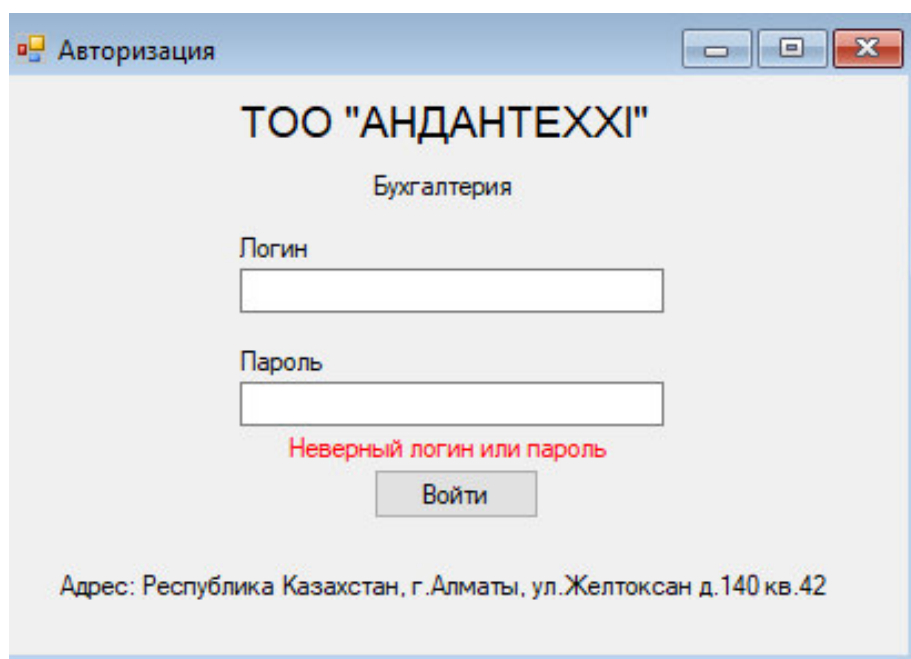 Авторизация
ТОО "АНДАНТЕXXI"
Бухгалтерия
Логин
Пароль
Неверный логин или пароль
Войти
Адрес: Республика Казахстан, г.Алматы, ул.Желтоксан д.140 кв.42